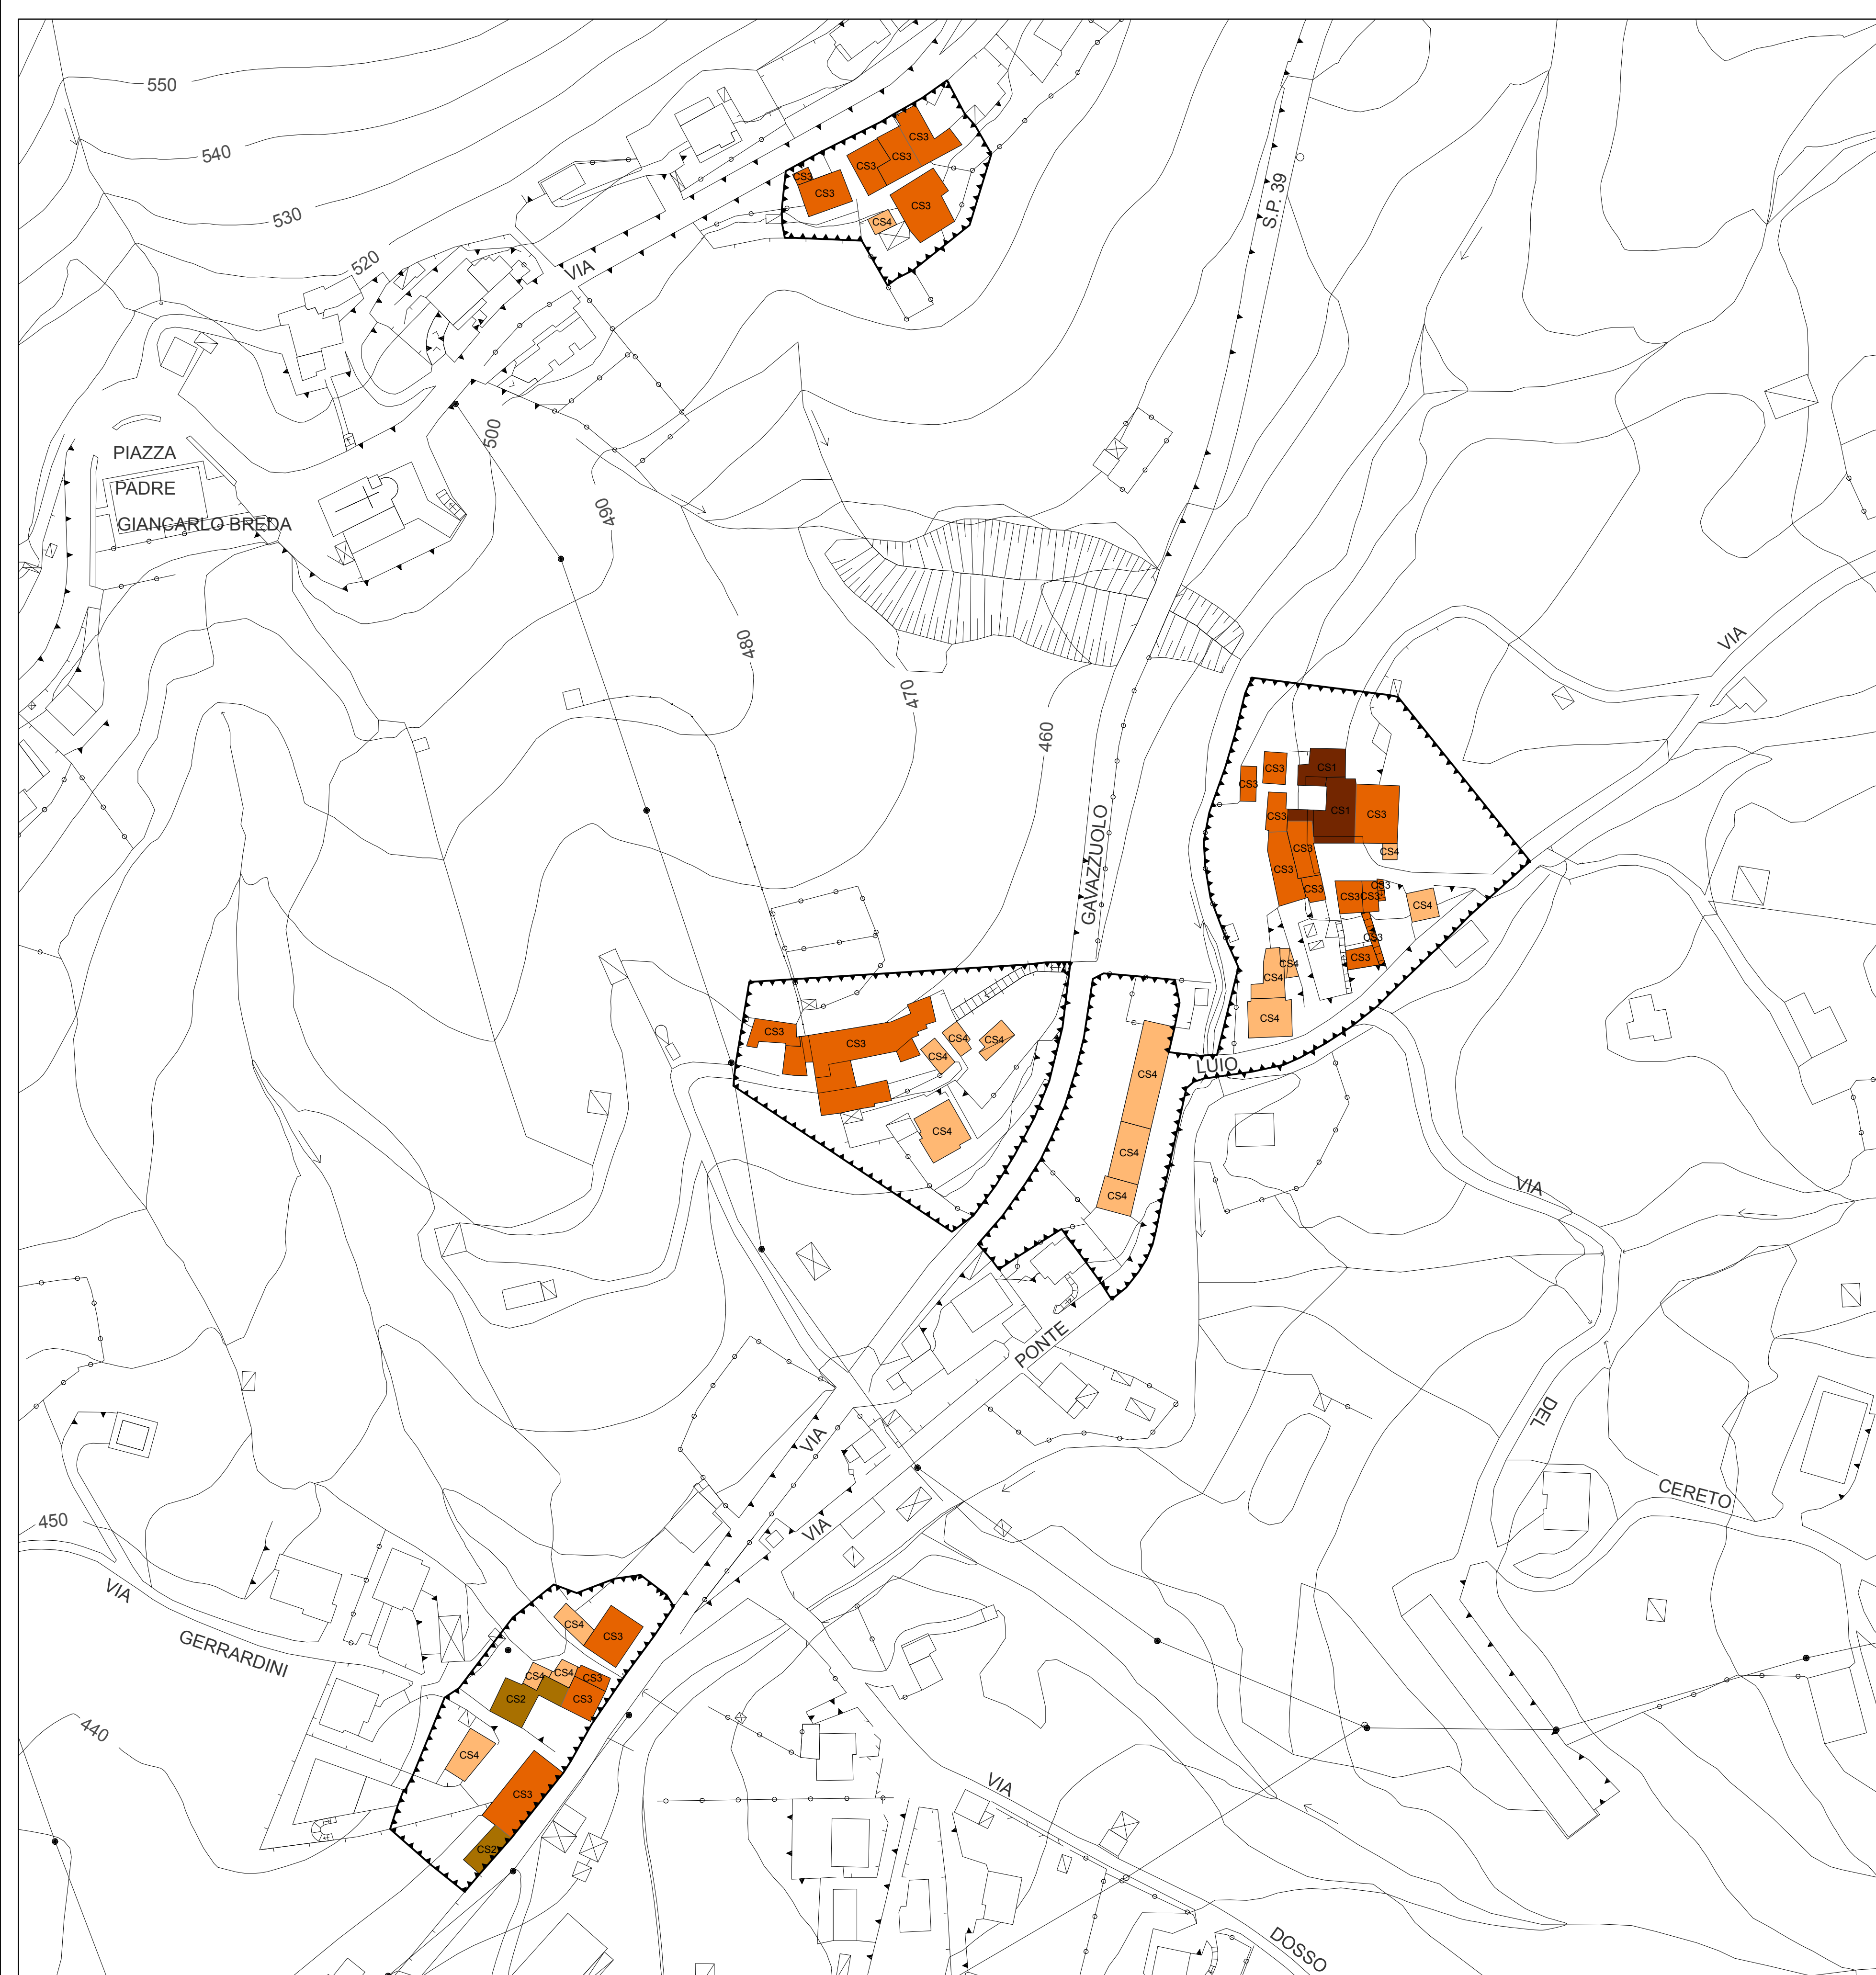 550
540
530
520
VIA
CS3
CS3
CS3
CS3
CS3
CS3
CS4
S.P. 39
500
490
480
470
460
PIAZZA
PADRE
GIANCARLO BREDA
VIA
GAVAZZUOLO
CS1
CS3
CS3
CS1
CS3
CS3
CS3
CS4
CS3
CS3
CS3
CS3
CS3
CS4
CS3
CS3
CS4
CS4
CS4
CS3
CS3
CS4
CS4
CS4
CS4
LUIO
CS4
CS4
CS4
VIA
PONTE
DEL
CERETO
VIA
VIA
450
VIA
GERRARDINI
440
CS4
CS3
CS4
CS4
CS3
CS2
CS3
CS4
CS3
CS2
VIA
DOSSO